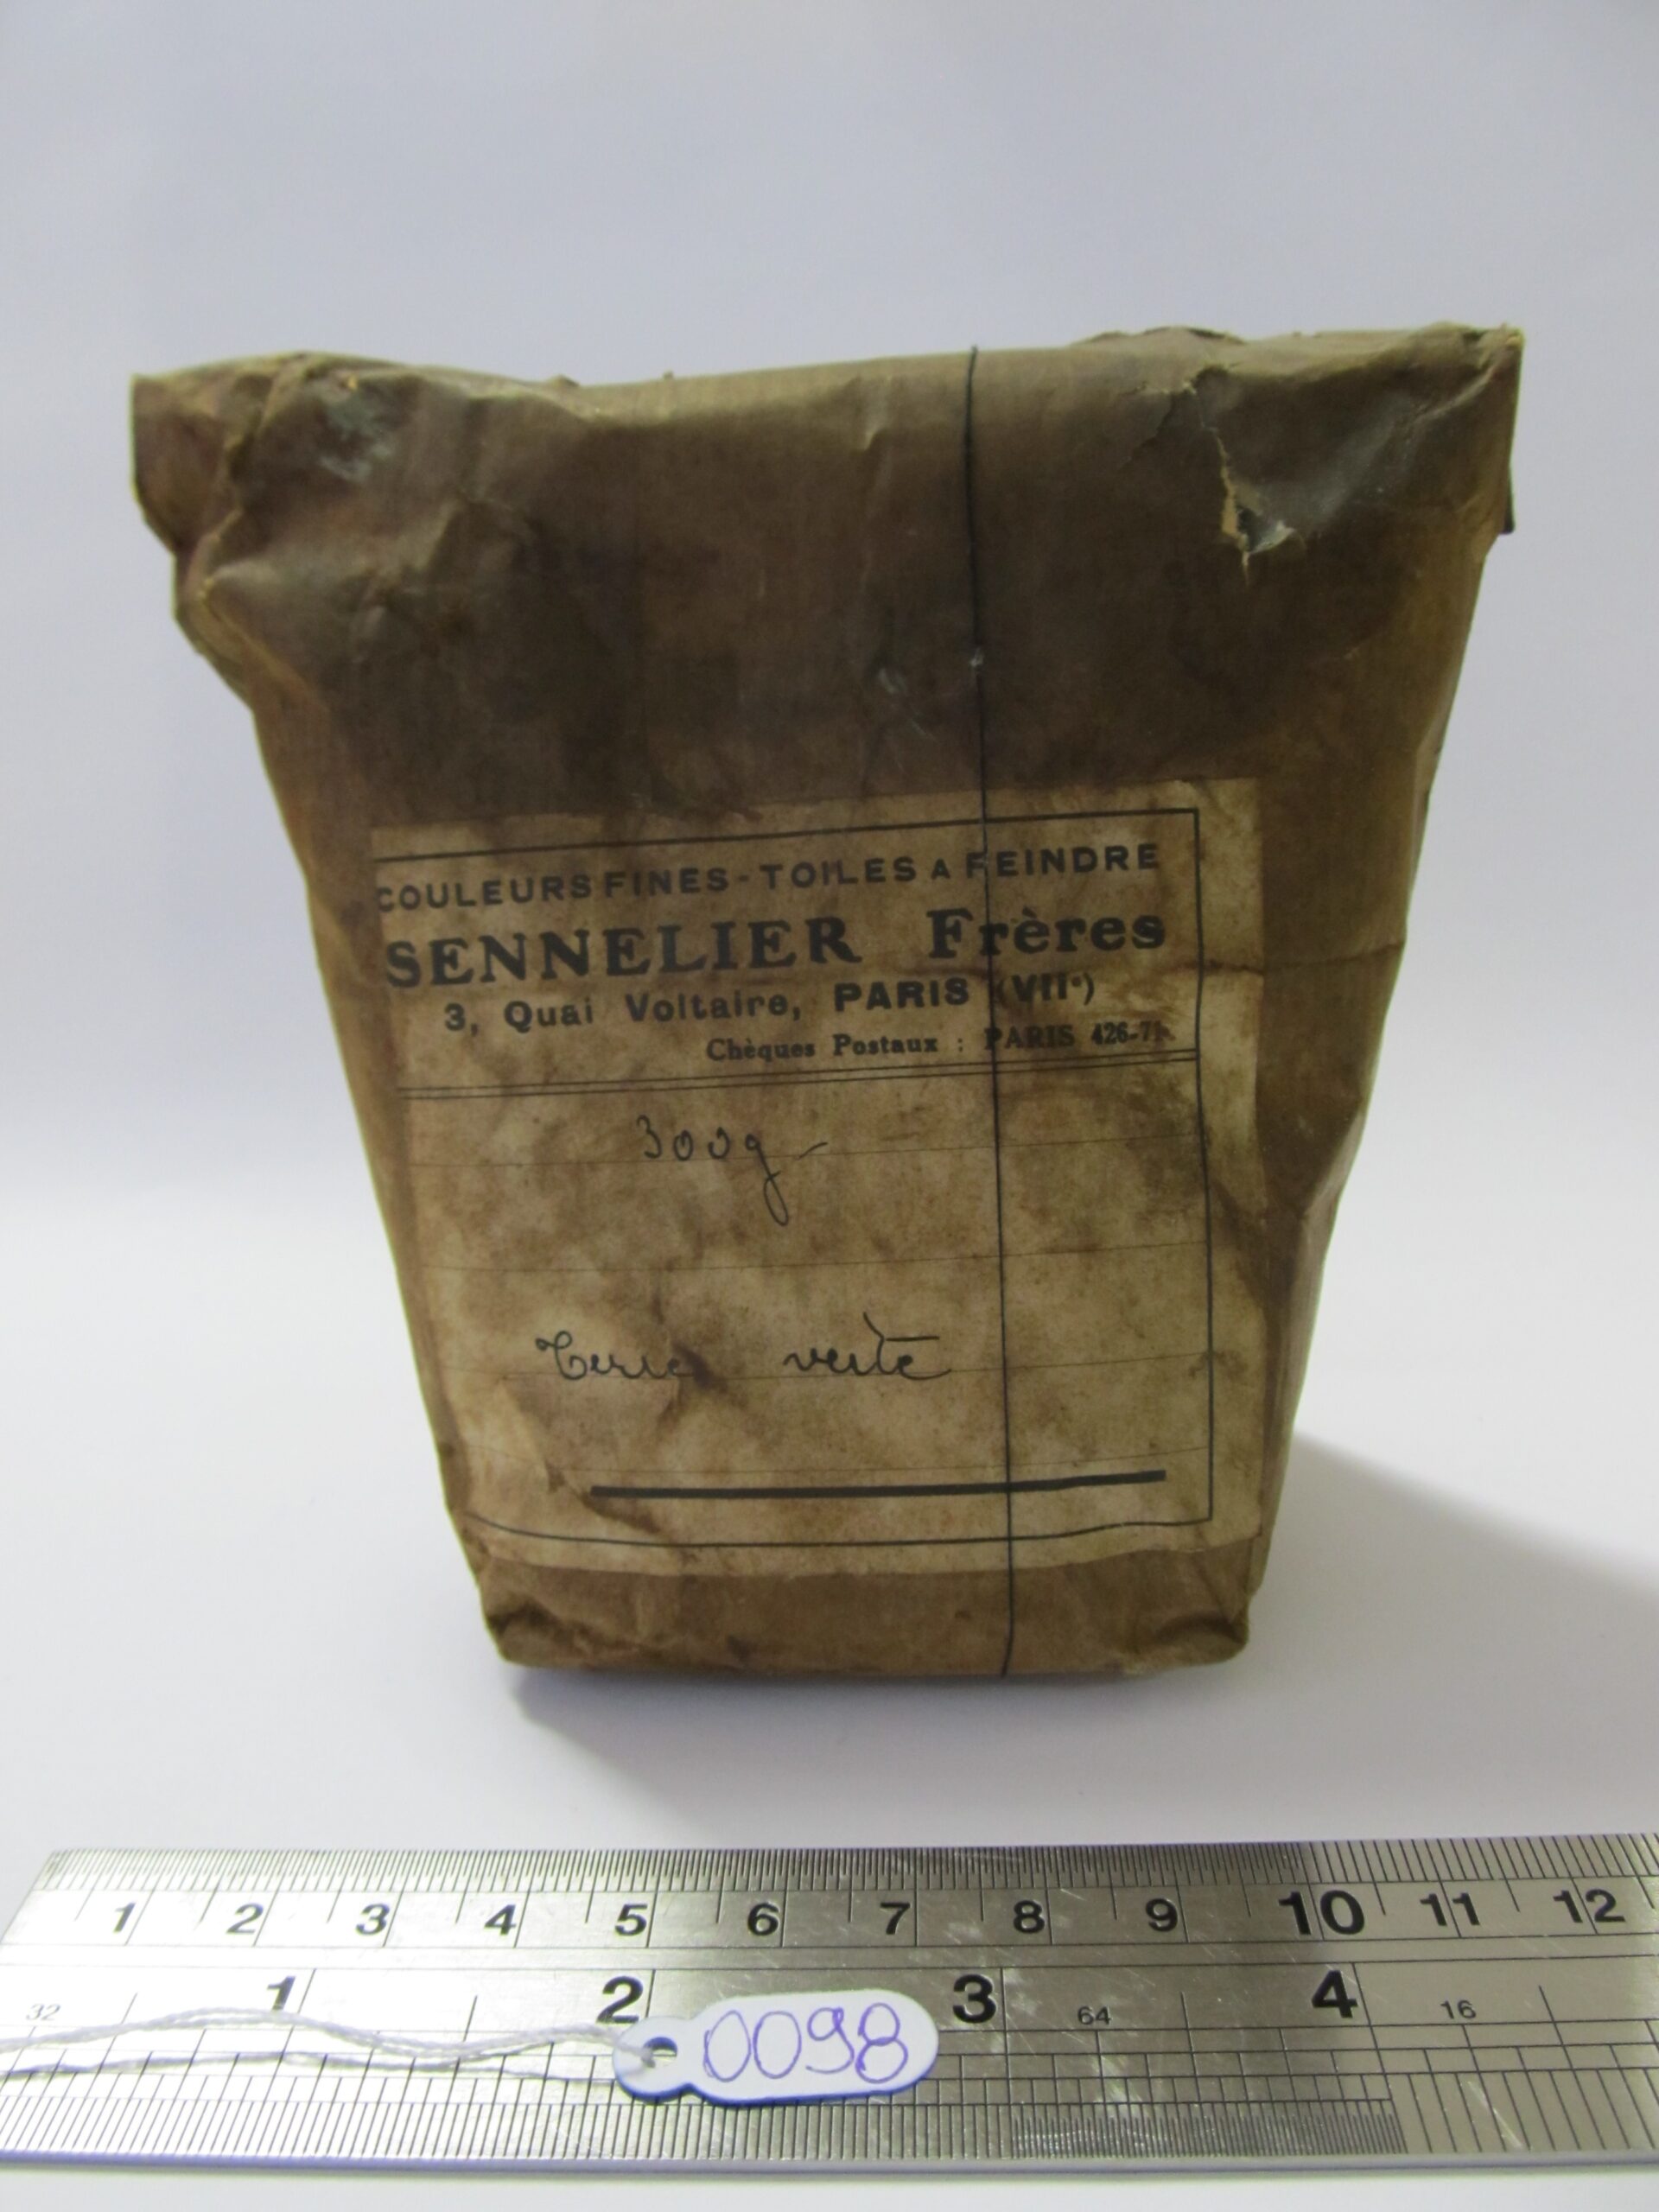 COULEURS FINES - TOILES A PEINDRE
SENNELIER Frères
3, Quai Voltaire, PARIS (VIIe)
Chèques Postaux : PARIS 426-71
300g-
Terre verte
1 2 3 4 5 6 7 8 9 10 11 12
1 2 3 4
32 64 16
0098